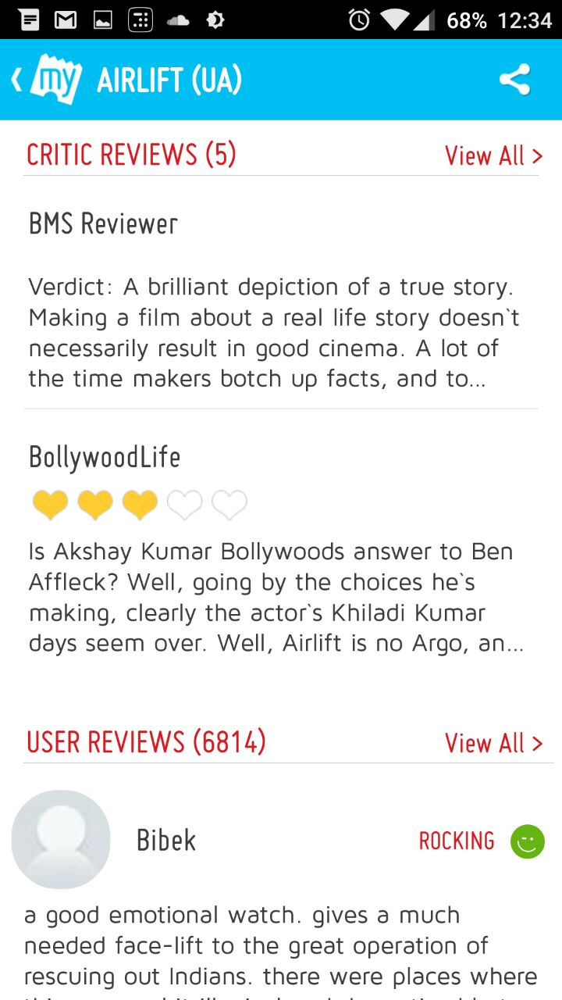 68% 12:34
my AIRLIFT (UA)
CRITIC REVIEWS (5) View All >
BMS Reviewer
Verdict: A brilliant depiction of a true story.
Making a film about a real life story doesn`t
necessarily result in good cinema. A lot of
the time makers botch up facts, and to...
BollywoodLife
Is Akshay Kumar Bollywoods answer to Ben
Affleck? Well, going by the choices he`s
making, clearly the actor`s Khiladi Kumar
days seem over. Well, Airlift is no Argo, an...
USER REVIEWS (6814) View All >
Bibek ROCKING
a good emotional watch. gives a much
needed face-lift to the great operation of
rescuing out Indians. there were places where